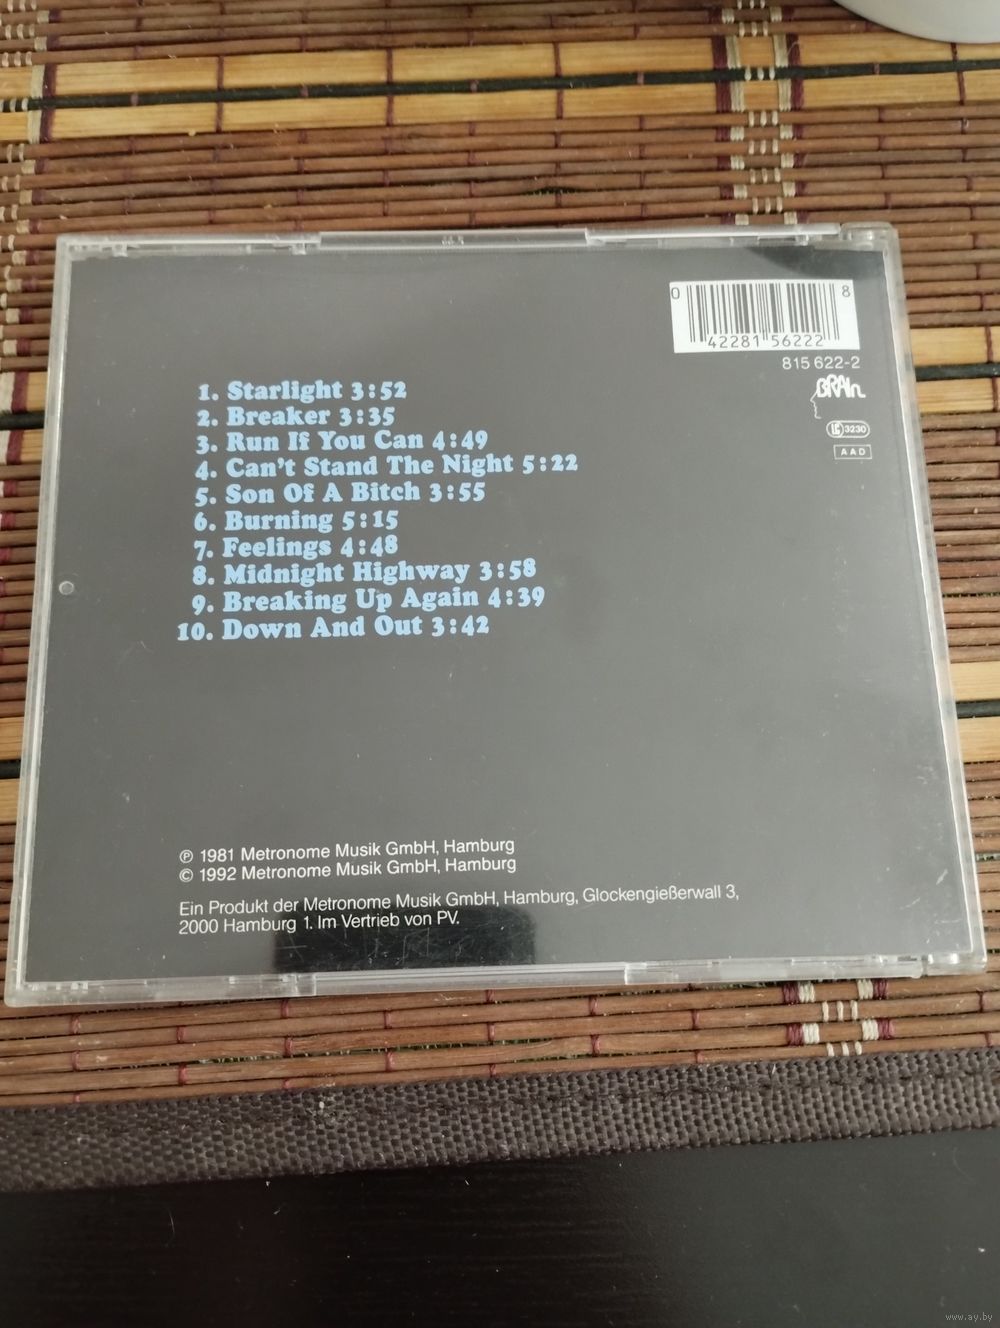 0 42281 56222 8
815 622-2
BRAIN
LC 3230
AAD
1. Starlight 3:52
2. Breaker 3:35
3. Run If You Can 4:49
4. Can't Stand The Night 5:22
5. Son Of A Bitch 3:55
6. Burning 5:15
7. Feelings 4:48
8. Midnight Highway 3:58
9. Breaking Up Again 4:39
10. Down And Out 3:42
℗ 1981 Metronome Musik GmbH, Hamburg
© 1992 Metronome Musik GmbH, Hamburg
Ein Produkt der Metronome Musik GmbH, Hamburg, Glockengießerwall 3,
2000 Hamburg 1. Im Vertrieb von PV.
www.ay.by